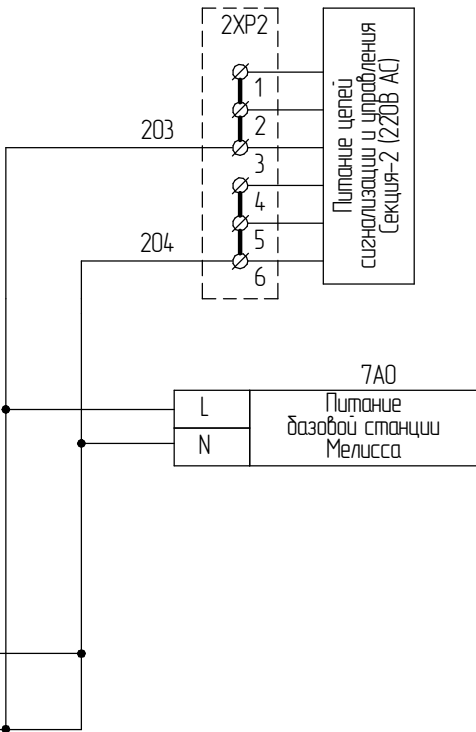 2ХР2
1
2
3
4
5
6
203
204
Питание цепей
сигнализации и управления
Секция-2 (220В АС)
7А0
L
N
Питание
базовой станции
Мелисса